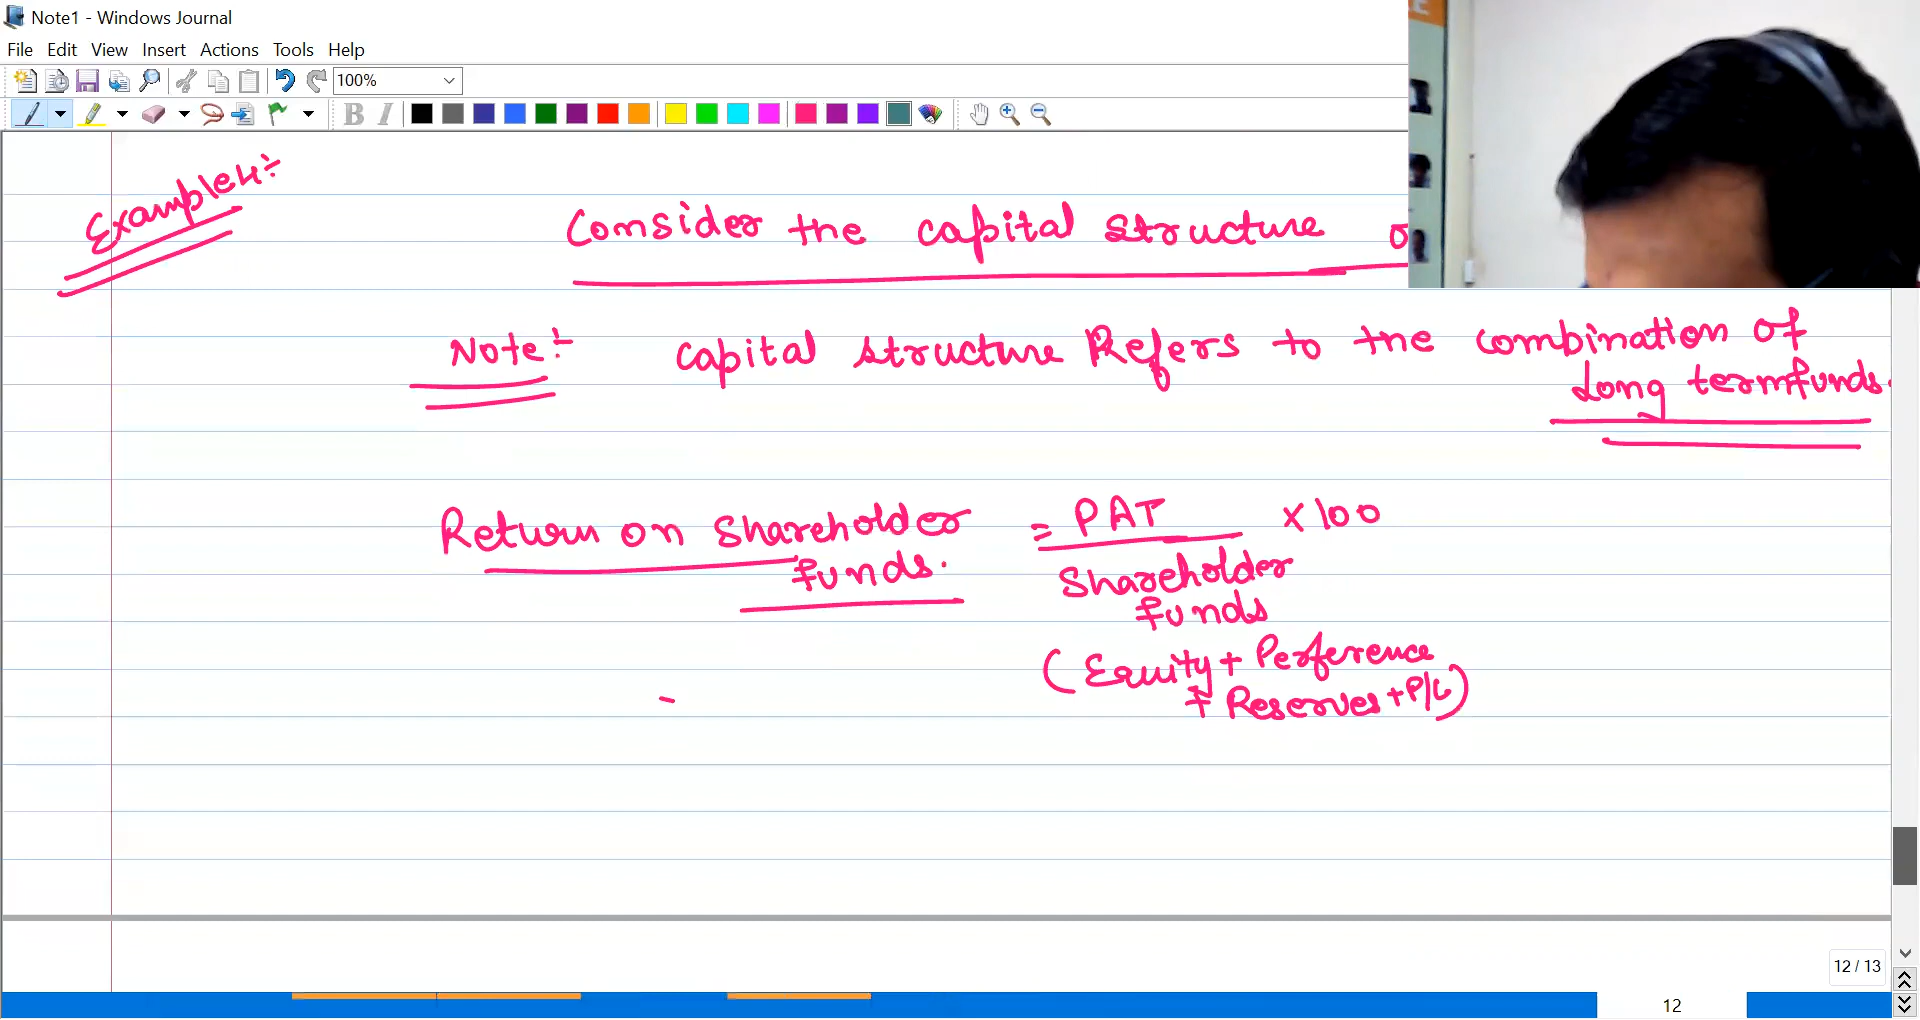 Note1 - Windows Journal
File Edit View Insert Actions Tools Help
100%
B I
Example4:-
Consider the capital structure o
Note:- Capital structure Refers to the combination of
Long termfunds.
Return on Shareholder = PAT x 100
funds. Shareholder
funds
(Equity + Perference
+ Reserves + P/L)
=
12 / 13
12